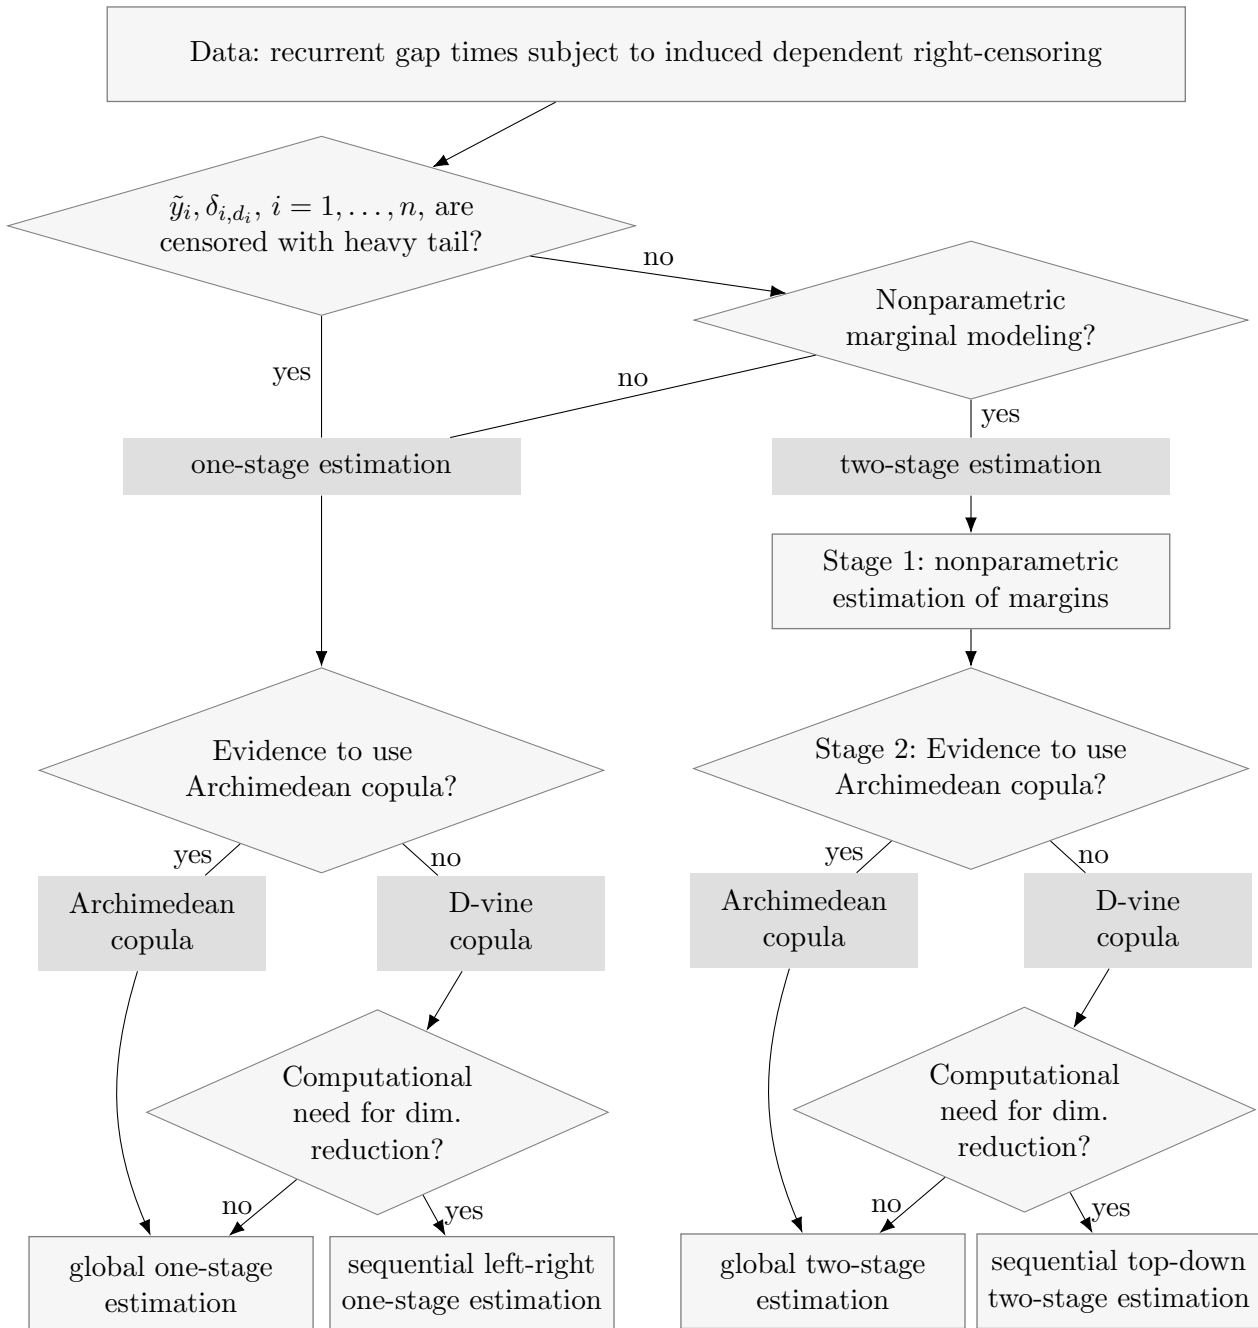 Data: recurrent gap times subject to induced dependent right-censoring
ỹ_i, δ_{i,d_i}, i = 1, . . . , n, are
censored with heavy tail?
no
Nonparametric
marginal modeling?
yes
no
yes
one-stage estimation
two-stage estimation
Stage 1: nonparametric
estimation of margins
Evidence to use
Archimedean copula?
Stage 2: Evidence to use
Archimedean copula?
yes
no
yes
no
Archimedean
copula
D-vine
copula
Archimedean
copula
D-vine
copula
Computational
need for dim.
reduction?
Computational
need for dim.
reduction?
no
yes
no
yes
global one-stage
estimation
sequential left-right
one-stage estimation
global two-stage
estimation
sequential top-down
two-stage estimation